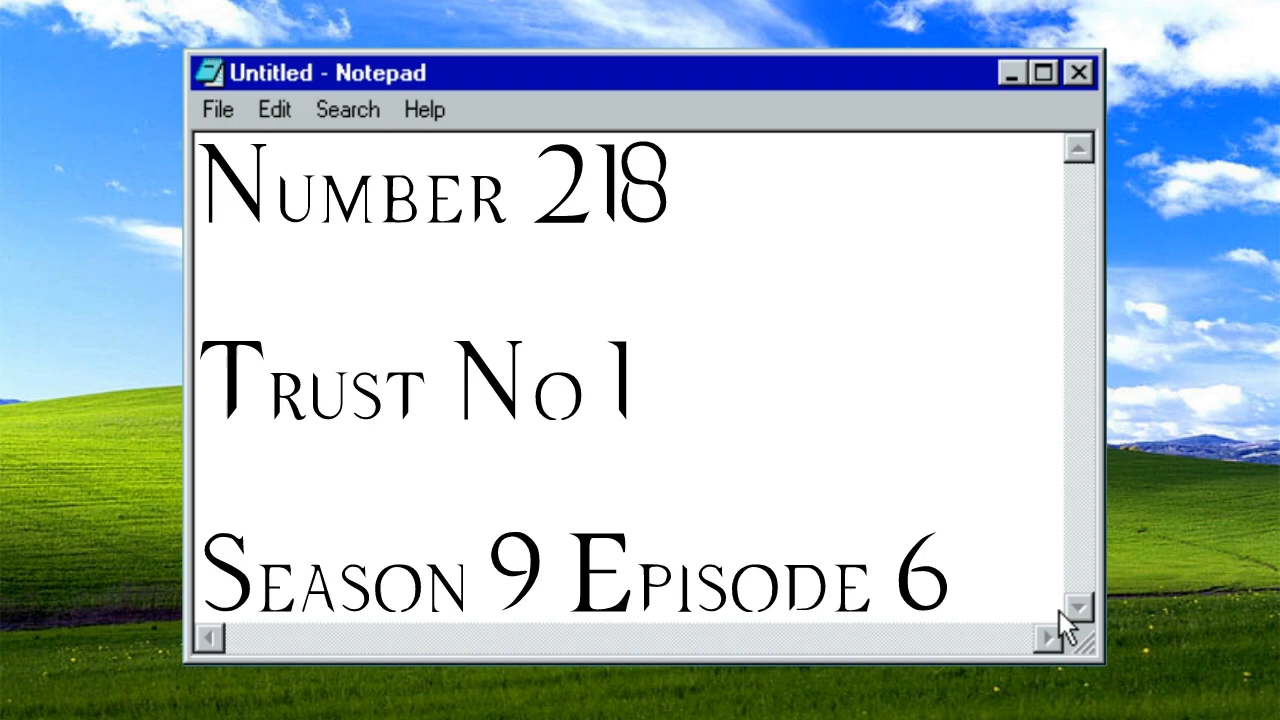 Untitled - Notepad
File Edit Search Help
Number 218
Trust No 1
Season 9 Episode 6